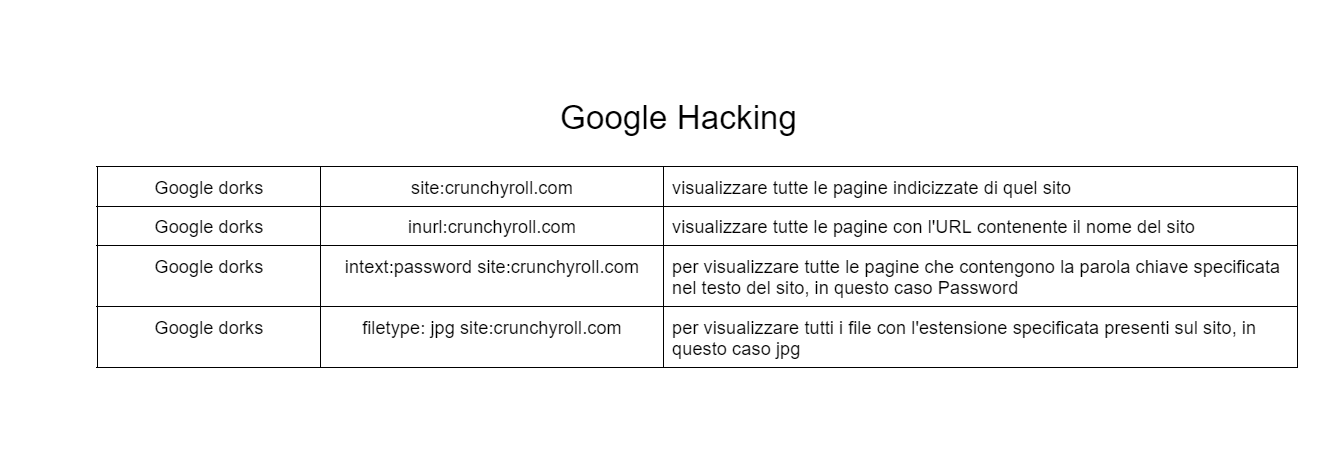 Google Hacking
Google dorks site:crunchyroll.com visualizzare tutte le pagine indicizzate di quel sito
Google dorks inurl:crunchyroll.com visualizzare tutte le pagine con l'URL contenente il nome del sito
Google dorks intext:password site:crunchyroll.com per visualizzare tutte le pagine che contengono la parola chiave specificata
nel testo del sito, in questo caso Password
Google dorks filetype: jpg site:crunchyroll.com per visualizzare tutti i file con l'estensione specificata presenti sul sito, in
questo caso jpg